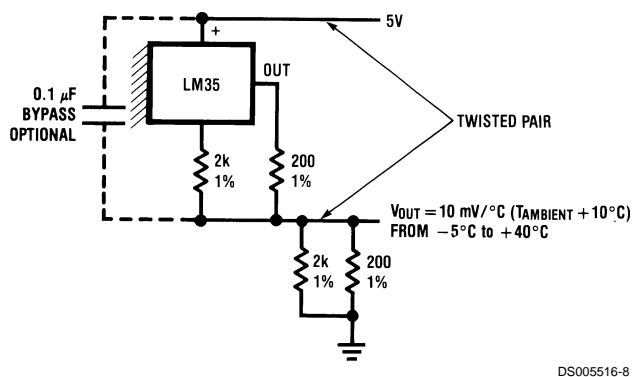 5V
+
LM35
OUT
0.1 μF
BYPASS
OPTIONAL
TWISTED PAIR
2k
1%
200
1%
VOUT = 10 mV/°C (TAMBIENT + 10°C)
FROM −5°C to +40°C
2k
1%
200
1%
DS005516-8